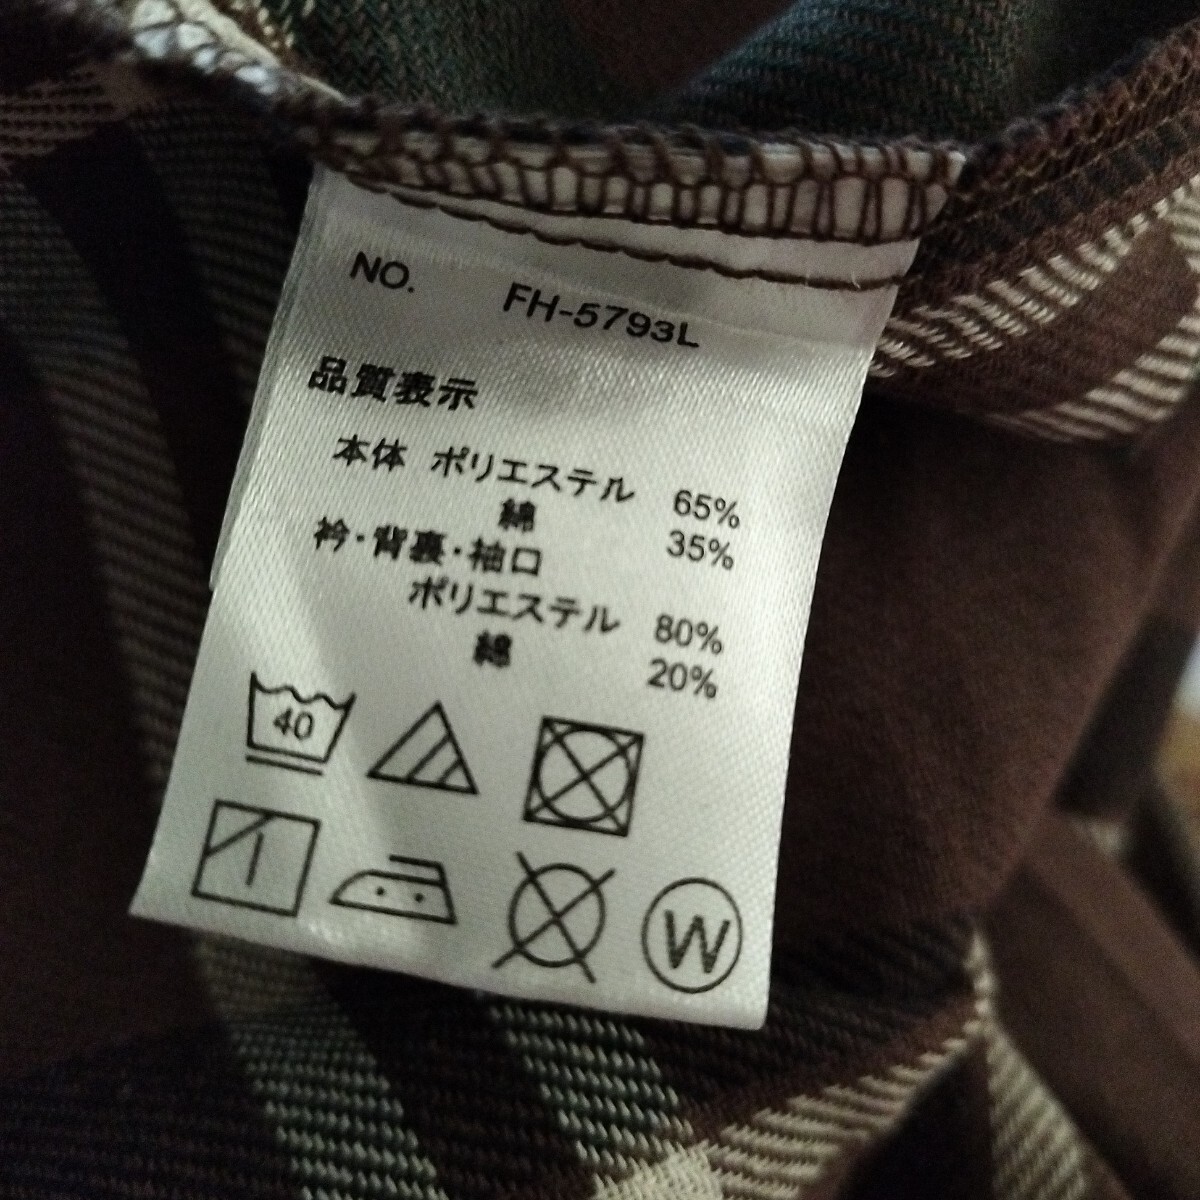 NO. FH-5793L
品質表示
本体 ポリエステル 65%
綿 35%
衿・背裏・袖口
ポリエステル 80%
綿 20%
40
W